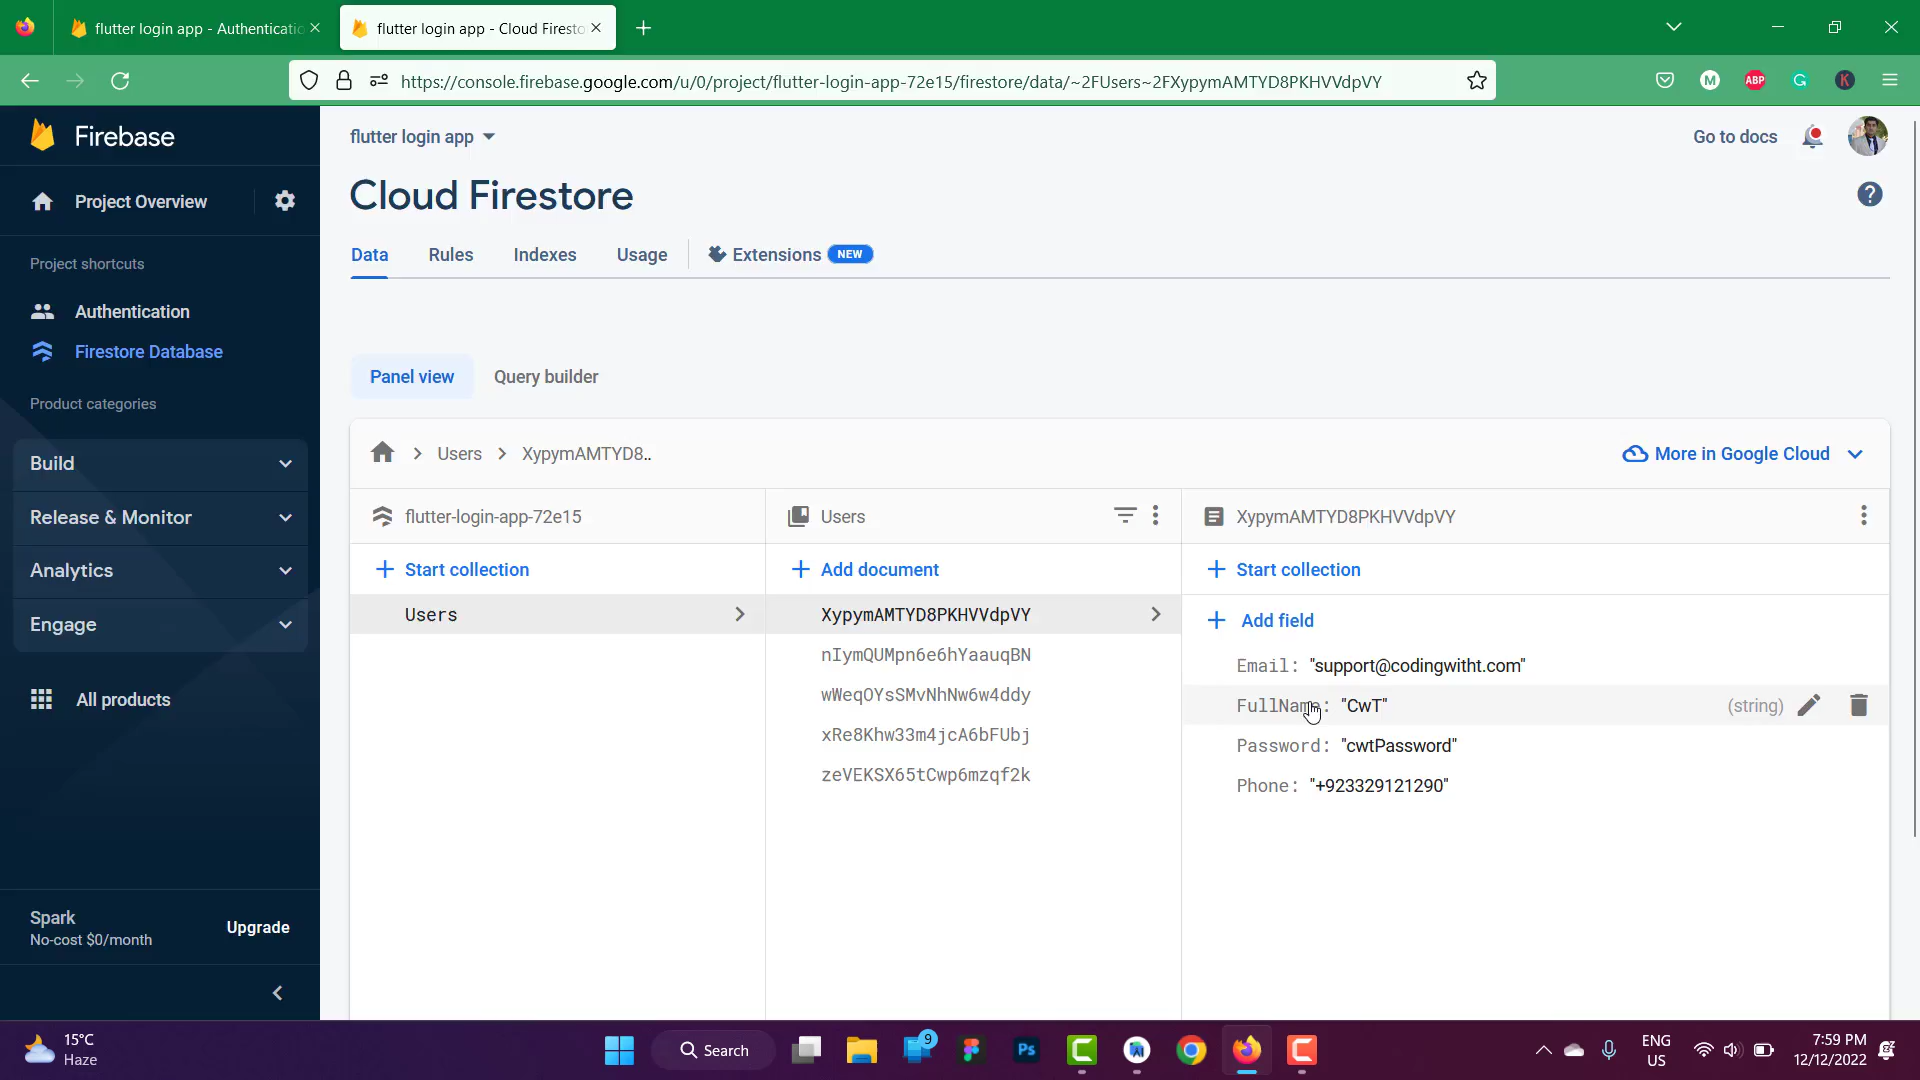 flutter login app - Authenticatic
flutter login app - Cloud Firesto
https://console.firebase.google.com/u/0/project/flutter-login-app-72e15/firestore/data/~2FUsers~2FXypymAMTYD8PKHVVdpVY
M
ABP
G
K
Firebase
flutter login app
Go to docs
Project Overview
Cloud Firestore
?
Project shortcuts
Data
Rules
Indexes
Usage
Extensions
NEW
Authentication
Firestore Database
Panel view
Query builder
Product categories
Build
Users
XypymAMTYD8..
More in Google Cloud
Release & Monitor
flutter-login-app-72e15
Users
XypymAMTYD8PKHVVdpVY
Analytics
Start collection
Add document
Start collection
Engage
Users
XypymAMTYD8PKHVVdpVY
Add field
nIymQUMpn6e6hYaauqBN
Email: "support@codingwitht.com"
All products
wWeqOYsSMvNhNw6w4ddy
FullName: "CwT"
(string)
xRe8Khw33m4jcA6bFUbj
Password: "cwtPassword"
zeVEKSX65tCwp6mzqf2k
Phone: "+923329121290"
Spark
No-cost $0/month
Upgrade
15°C
Haze
Search
9
Ps
ENG
US
7:59 PM
12/12/2022